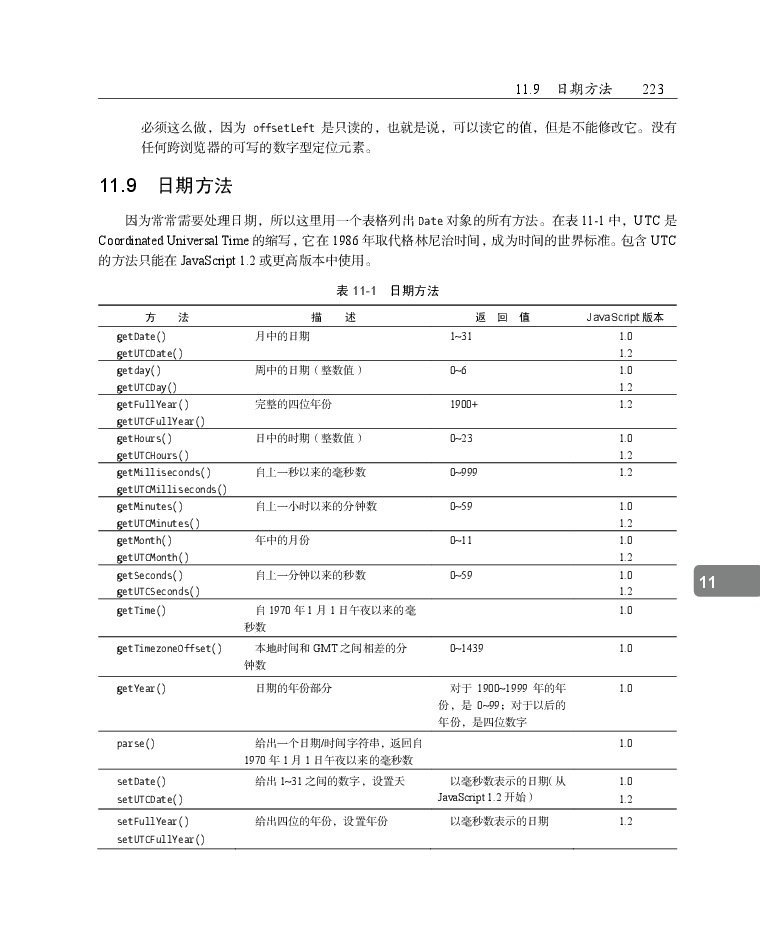 11.9 日期方法 223
必须这么做，因为 offsetLeft 是只读的，也就是说，可以读它的值，但是不能修改它。没有
任何跨浏览器的可写的数字型定位元素。
11.9 日期方法
因为常常需要处理日期，所以这里用一个表格列出 Date 对象的所有方法。在表 11-1 中，UTC 是
Coordinated Universal Time 的缩写，它在 1986 年取代格林尼治时间，成为时间的世界标准。包含 UTC
的方法只能在 JavaScript 1.2 或更高版本中使用。
表 11-1 日期方法
方 法 描 述 返 回 值 JavaScript 版本
getDate() 月中的日期 1~31 1.0
getUTCDate() 1.2
getday() 周中的日期（整数值） 0~6 1.0
getUTCDay() 1.2
getFullYear() 完整的四位年份 1900+ 1.2
getUTCFullYear()
getHours() 日中的时期（整数值） 0~23 1.0
getUTCHours() 1.2
getMilliseconds() 自上一秒以来的毫秒数 0~999 1.2
getUTCMilliseconds()
getMinutes() 自上一小时以来的分钟数 0~59 1.0
getUTCMinutes() 1.2
getMonth() 年中的月份 0~11 1.0
getUTCMonth() 1.2
getSeconds() 自上一分钟以来的秒数 0~59 1.0
getUTCSeconds() 1.2
11
getTime() 自 1970 年 1 月 1 日午夜以来的毫 1.0
秒数
getTimezoneOffset() 本地时间和 GMT 之间相差的分 0~1439 1.0
钟数
getYear() 日期的年份部分 对于 1900~1999 年的年 1.0
份，是 0~99；对于以后的
年份，是四位数字
parse() 给出一个日期/时间字符串，返回自 1.0
1970 年 1 月 1 日午夜以来的毫秒数
setDate() 给出 1~31 之间的数字，设置天 以毫秒数表示的日期（从 1.0
setUTCDate() JavaScript 1.2 开始） 1.2
setFullYear() 给出四位的年份，设置年份 以毫秒数表示的日期 1.2
setUTCFullYear()